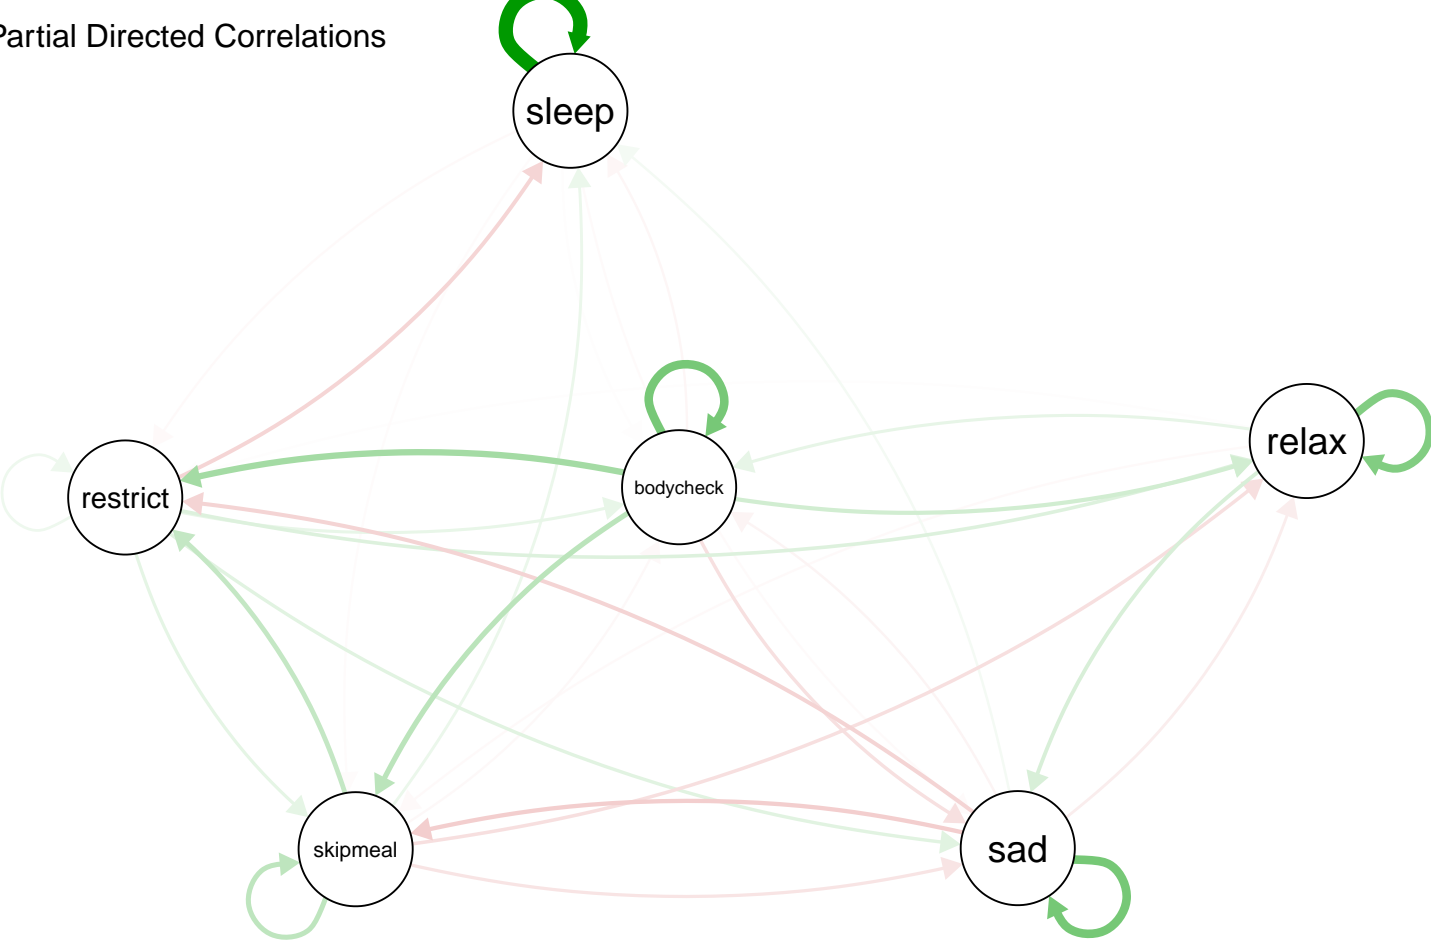 Partial Directed Correlations
sleep
relax
restrict
bodycheck
skipmeal
sad